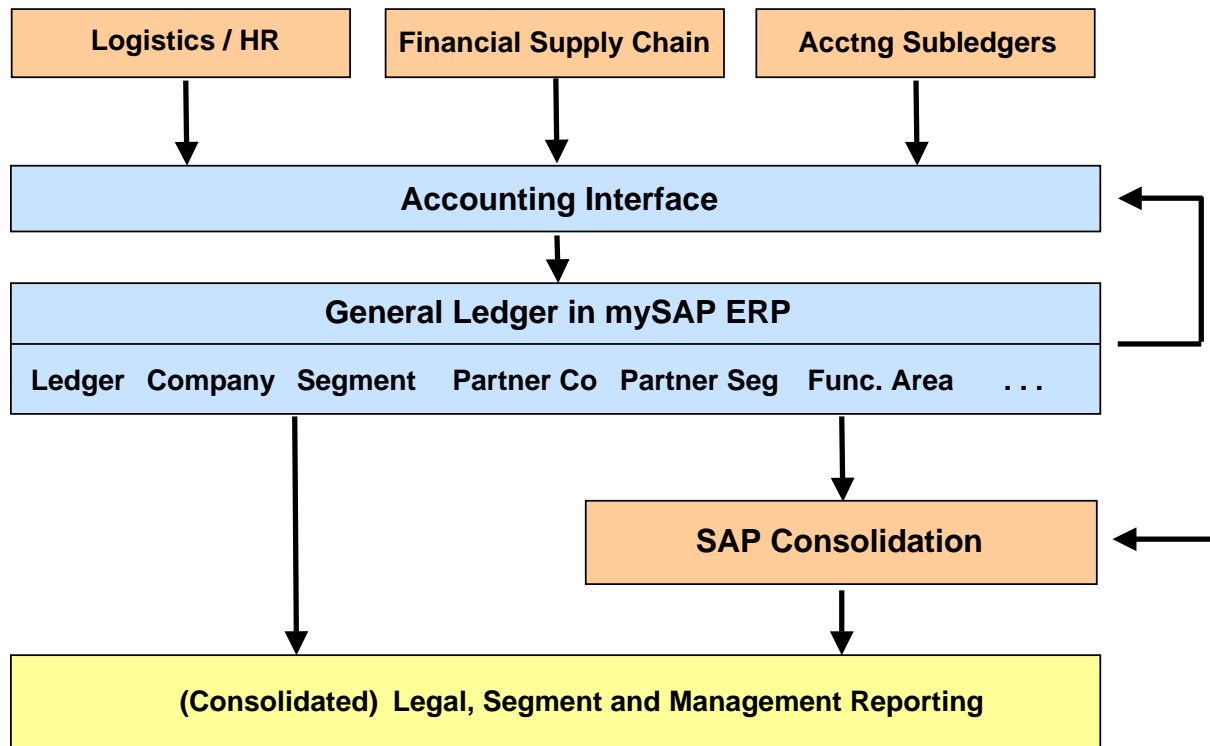 Logistics / HR
Financial Supply Chain
Acctng Subledgers
Accounting Interface
General Ledger in mySAP ERP
Ledger Company Segment Partner Co Partner Seg Func. Area . . .
SAP Consolidation
(Consolidated) Legal, Segment and Management Reporting